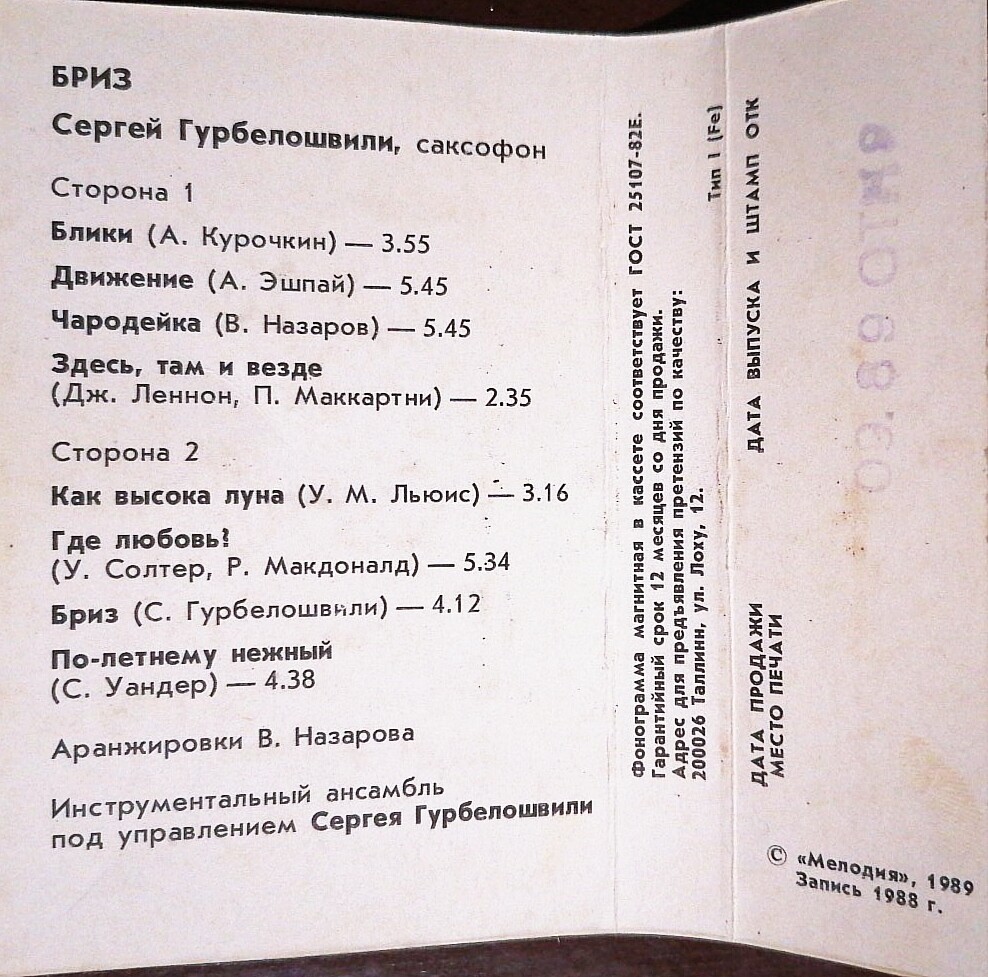 БРИЗ
Сергей Гурбелошвили, саксофон
Сторона 1
Блики (А. Курочкин) — 3.55
Движение (А. Эшпай) — 5.45
Чародейка (В. Назаров) — 5.45
Здесь, там и везде
(Дж. Леннон, П. Маккартни) — 2.35
Сторона 2
Как высока луна (У. М. Льюис) — 3.16
Где любовь?
(У. Солтер, Р. Макдоналд) — 5.34
Бриз (С. Гурбелошвили) — 4.12
По-летнему нежный
(С. Уандер) — 4.38
Аранжировки В. Назарова
Инструментальный ансамбль
под управлением Сергея Гурбелошвили
Фонограмма магнитная в кассете соответствует ГОСТ 25107-82Е.
Гарантийный срок 12 месяцев со дня продажи.
Адрес для предъявления претензий по качеству:
200026 Таллинн, ул. Лоху, 12.
Тип I (Fe)
ДАТА ВЫПУСКА И ШТАМП ОТК
ДАТА ПРОДАЖИ
МЕСТО ПЕЧАТИ
© «Мелодия», 1989
Запись 1988 г.